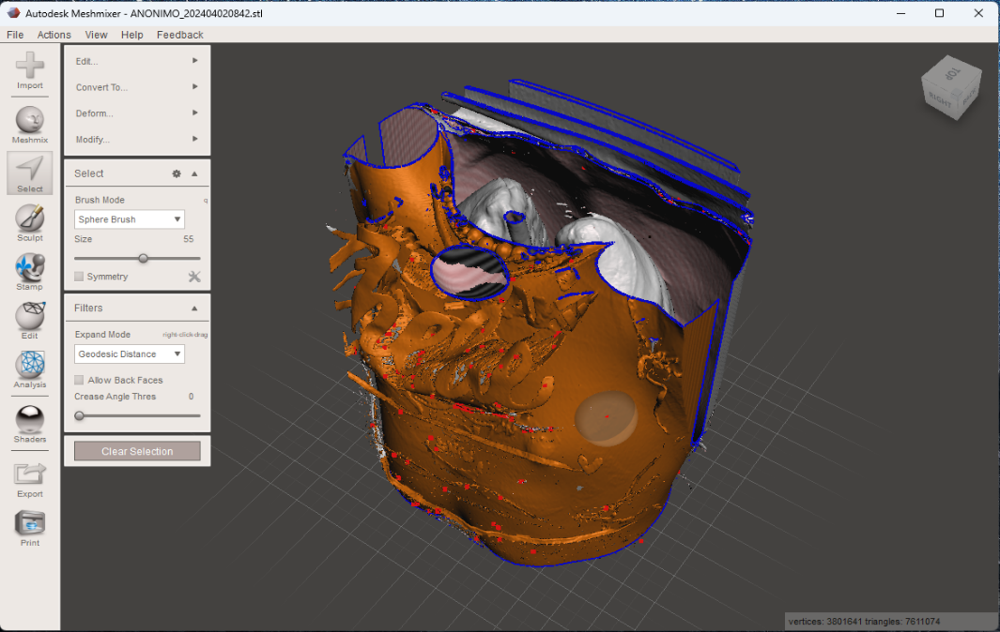 Autodesk Meshmixer - ANONIMO_202404020842.stl
File Actions View Help Feedback
Import
Meshmix
Select
Sculpt
Stamp
Edit
Analysis
Shaders
Export
Print
Edit...
Convert To...
Deform...
Modify...
Select
Brush Mode q
Sphere Brush
Size 55
Symmetry
Filters
Expand Mode right-click-drag
Geodesic Distance
Allow Back Faces
Crease Angle Thres 0
Clear Selection
TOP
RIGHT
vertices: 3801641 triangles: 7611074